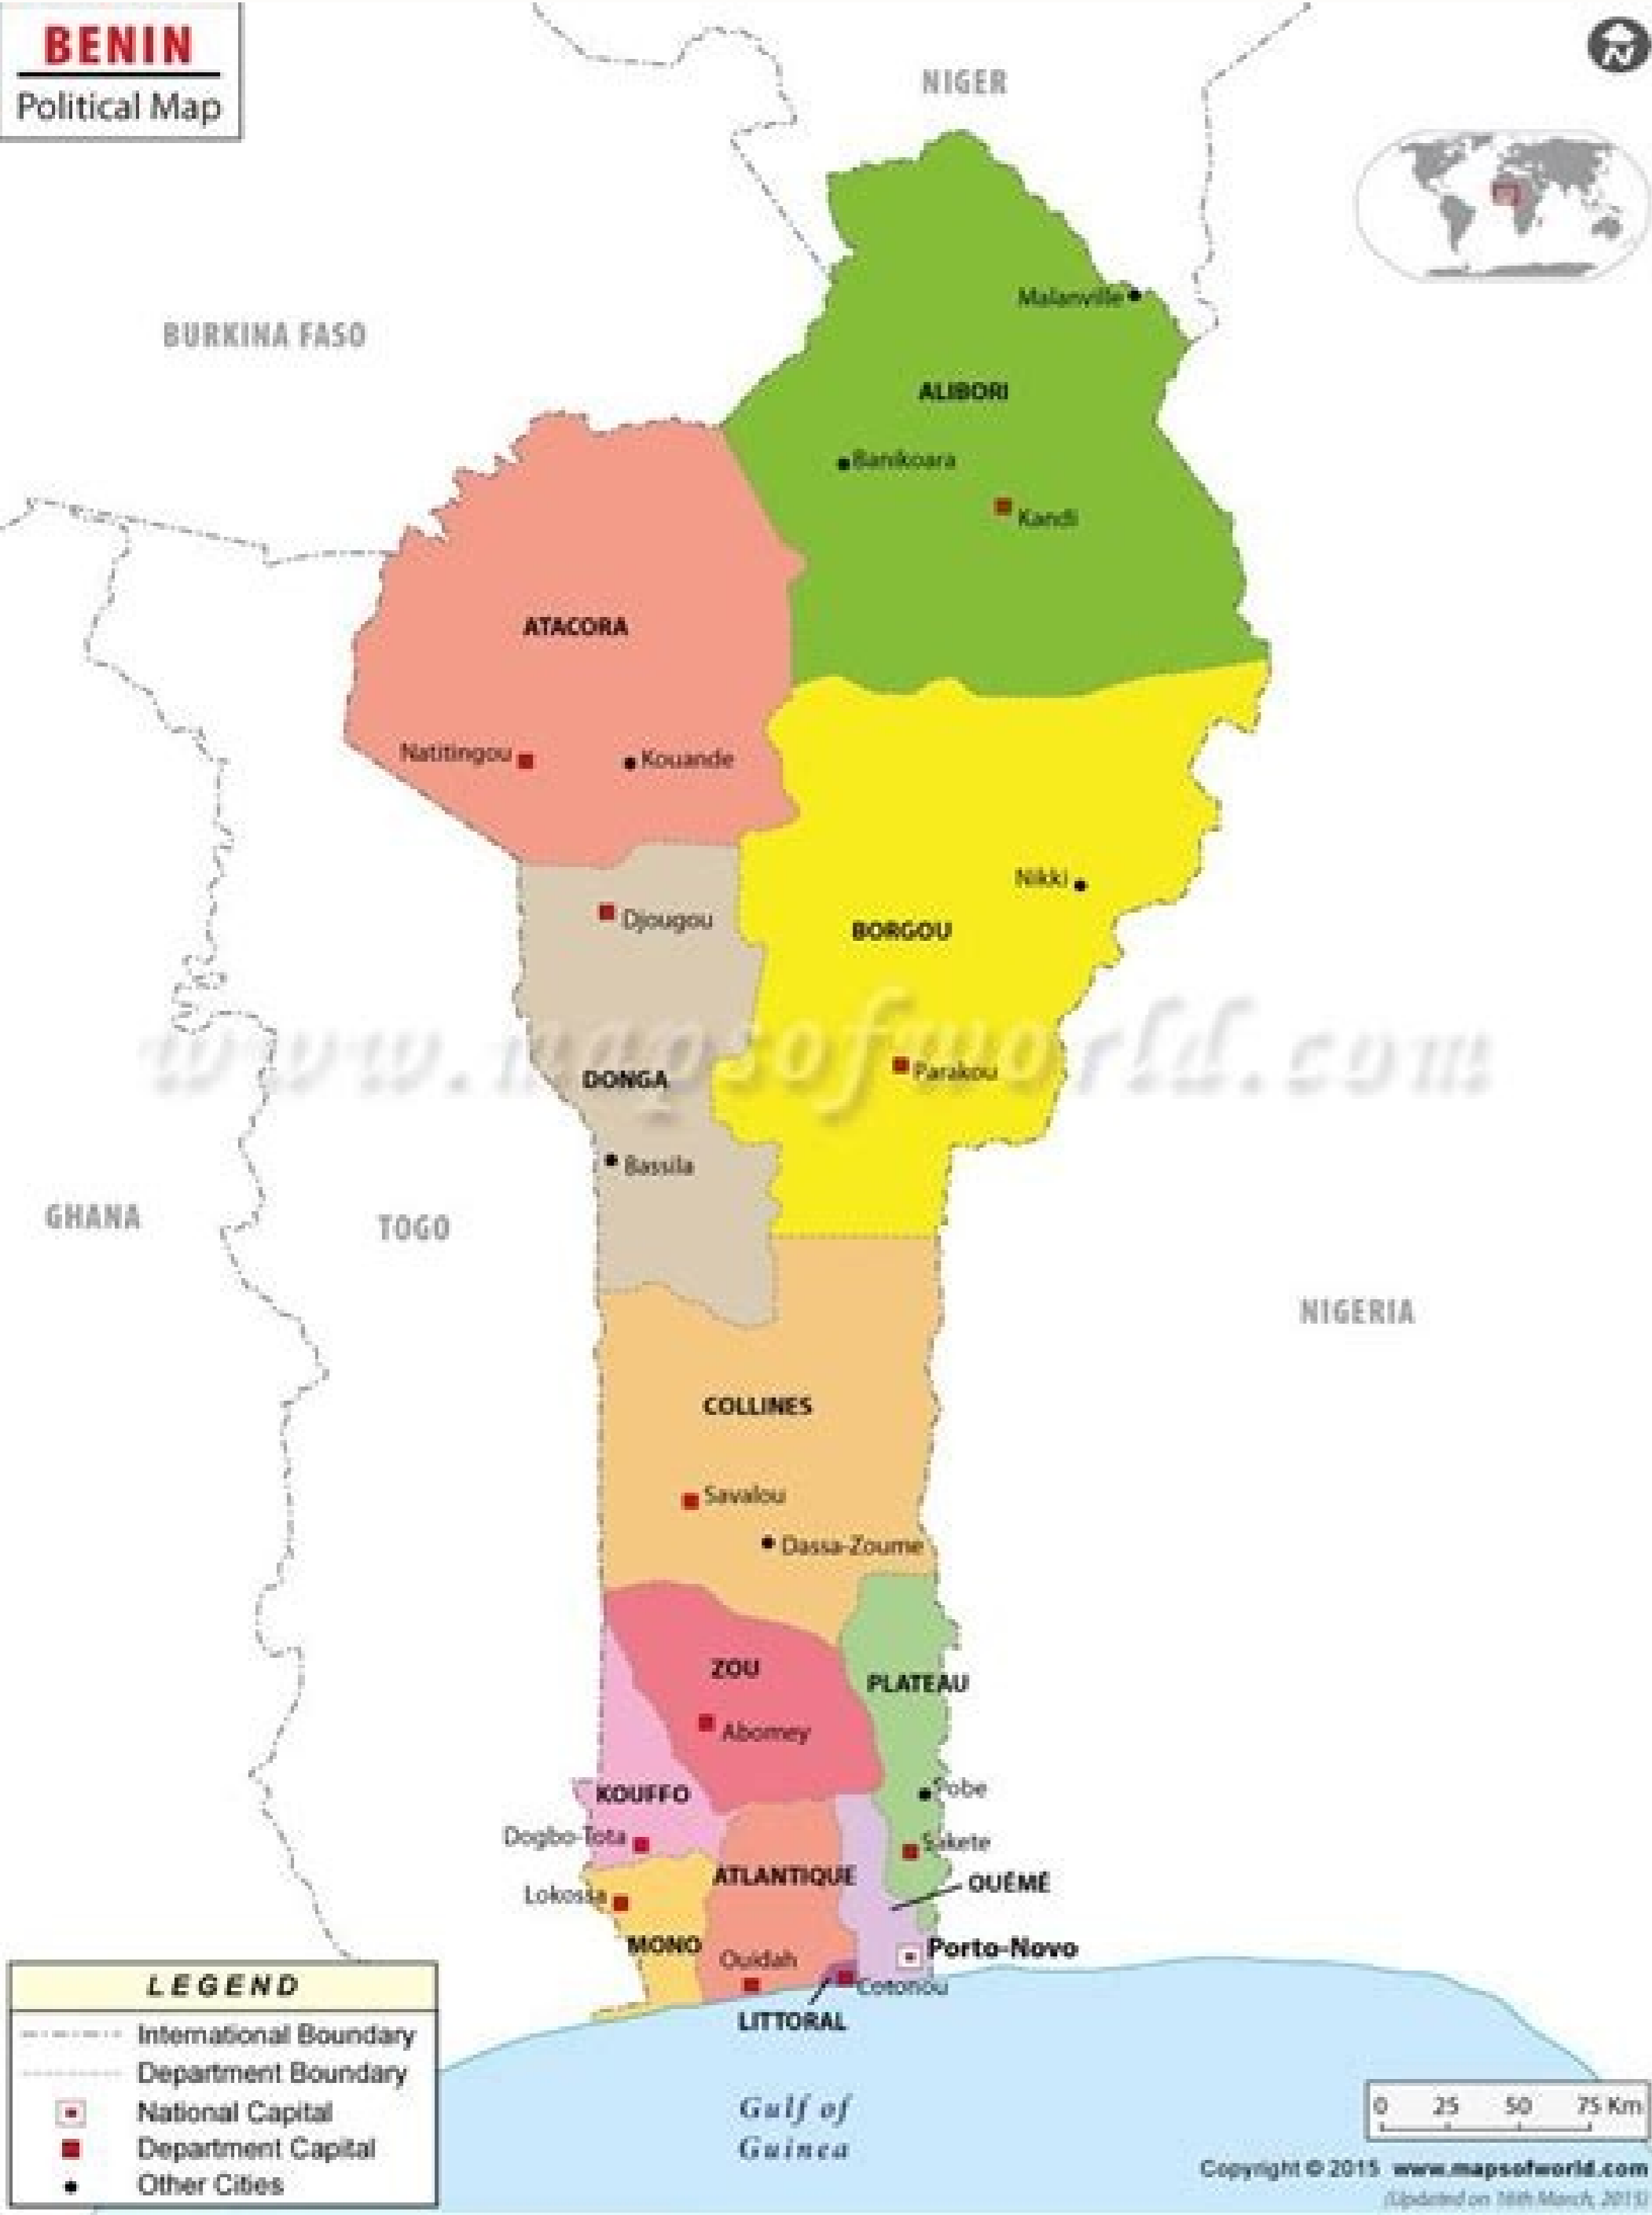 BENIN
Political Map
NIGER
N
Malanville
BURKINA FASO
ALIBORI
Banikoara
Kandi
ATACORA
Natitingou
Kouande
Nikki
Djougou
BORGOU
www.mapsofworld.com
Parakou
DONGA
Bassila
GHANA
TOGO
NIGERIA
COLLINES
Savalou
Dassa-Zoume
ZOU
PLATEAU
Abomey
Pobe
KOUFFO
Dogbo-Tota
Sakete
ATLANTIQUE
OUÉMÉ
Lokossa
MONO
Porto-Novo
Ouidah
Cotonou
LITTORAL
LEGEND
International Boundary
Department Boundary
National Capital
Department Capital
Other Cities
Gulf of
Guinea
0 25 50 75 Km
Copyright © 2015 www.mapsofworld.com
(Updated on 16th March, 2015)